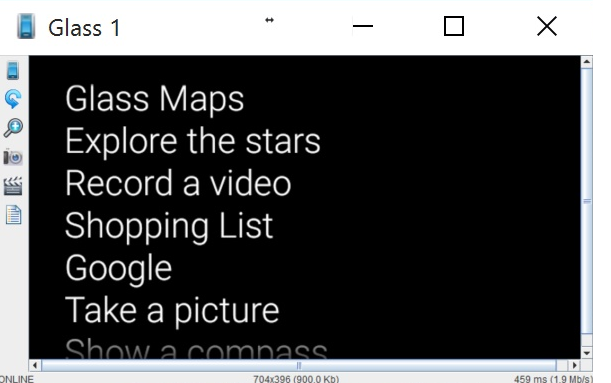 Glass 1
Glass Maps
Explore the stars
Record a video
Shopping List
Google
Take a picture
Show a compass
ONLINE
704x396 (900.0 Kb)
459 ms (1.9 Mb/s)